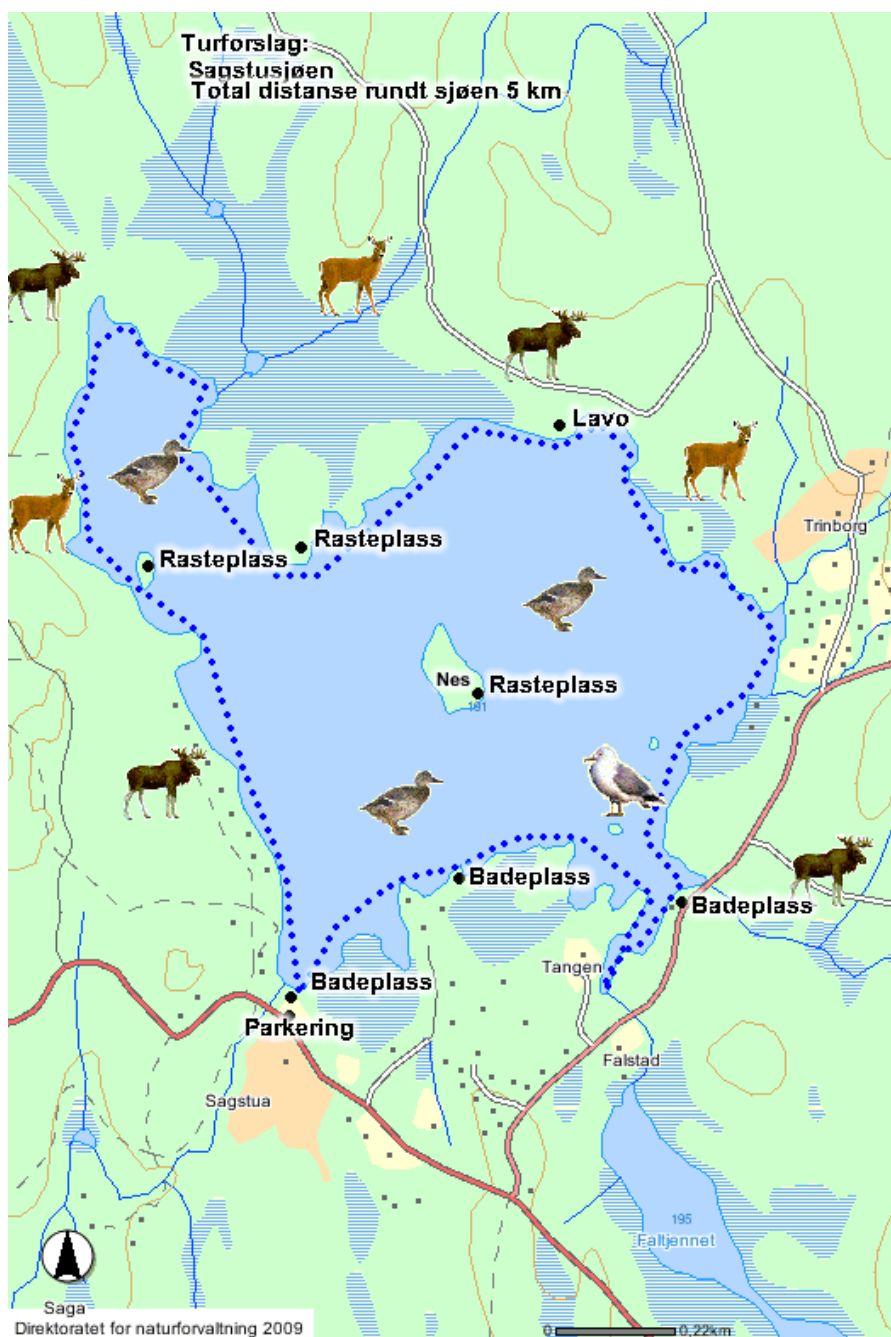 Turforslag:
Sagstusjøen
Total distanse rundt sjøen 5 km
Lavo
Trinborg
Rasteplass
Rasteplass
Nes
Rasteplass
191
Badeplass
Badeplass
Tangen
Badeplass
Parkering
Falstad
Sagstua
195
Faltjennet
Saga
Direktoratet for naturforvaltning 2009
0 0,22km